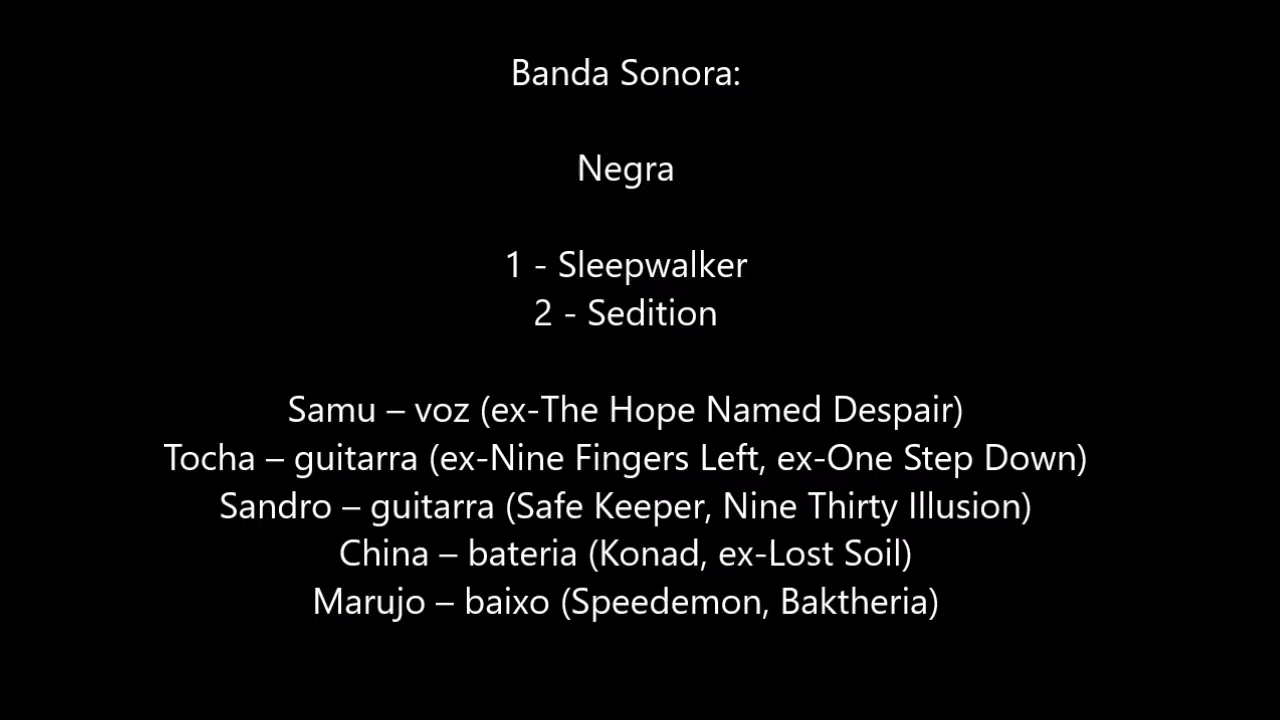 Banda Sonora:
Negra
1 - Sleepwalker
2 - Sedition
Samu – voz (ex-The Hope Named Despair)
Tocha – guitarra (ex-Nine Fingers Left, ex-One Step Down)
Sandro – guitarra (Safe Keeper, Nine Thirty Illusion)
China – bateria (Konad, ex-Lost Soil)
Marujo – baixo (Speedemon, Baktheria)